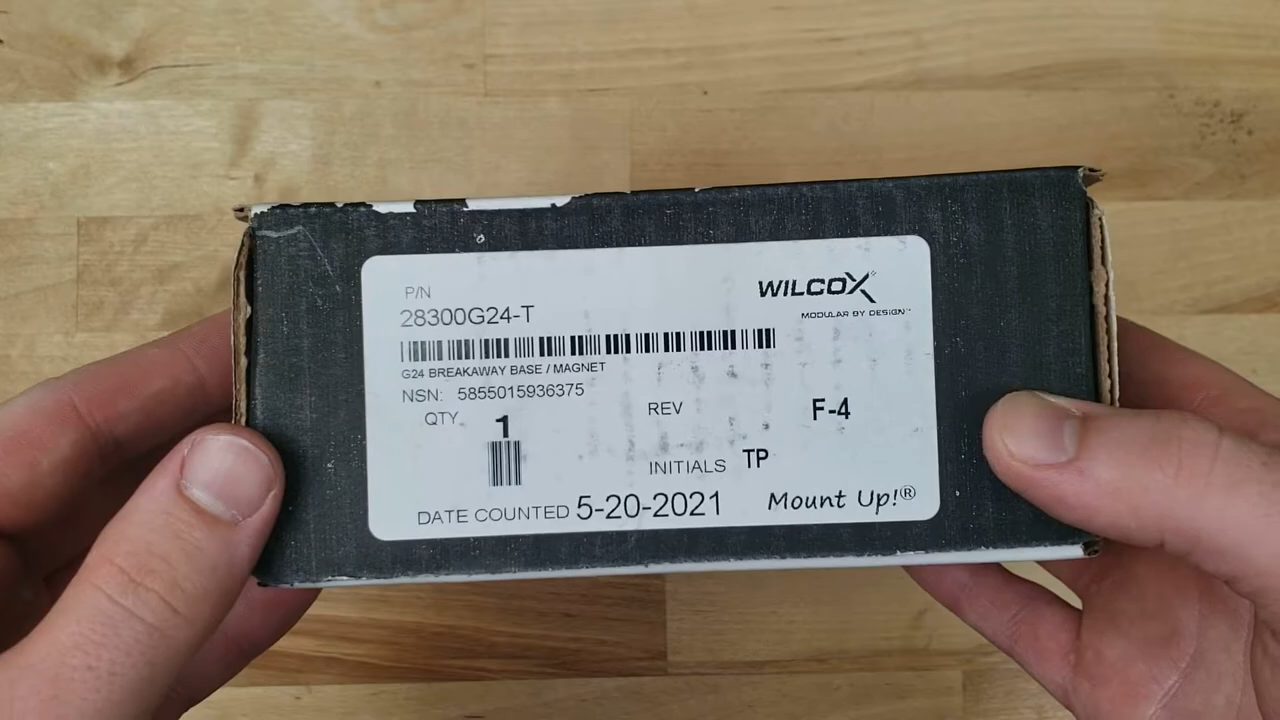 P/N
28300G24-T
WILCOX
MODULAR BY DESIGN™
G24 BREAKAWAY BASE / MAGNET
NSN: 5855015936375
QTY 1
REV F-4
INITIALS TP
DATE COUNTED 5-20-2021
Mount Up!®